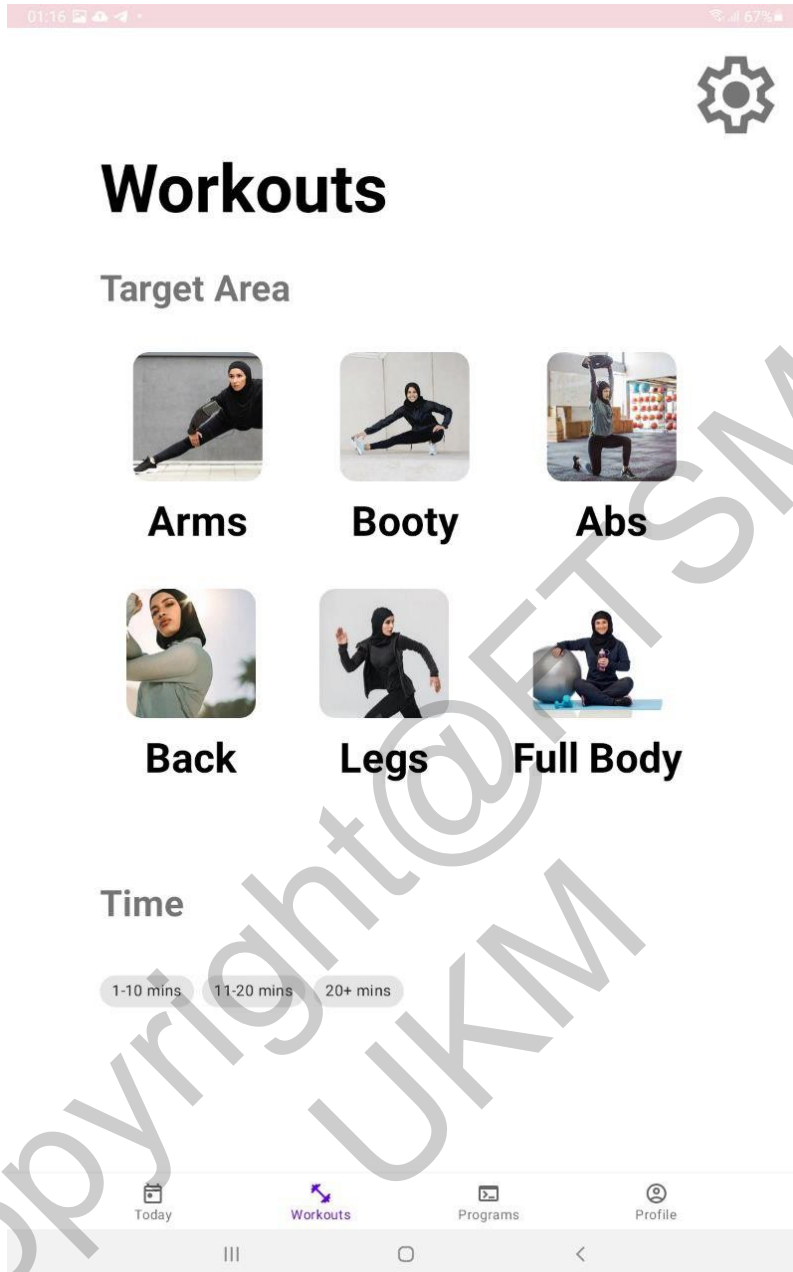 01:16
67%
Workouts
Target Area
Arms Booty Abs
Back Legs Full Body
Time
1-10 mins 11-20 mins 20+ mins
Today Workouts Programs Profile
opyright@FTSM
UKM